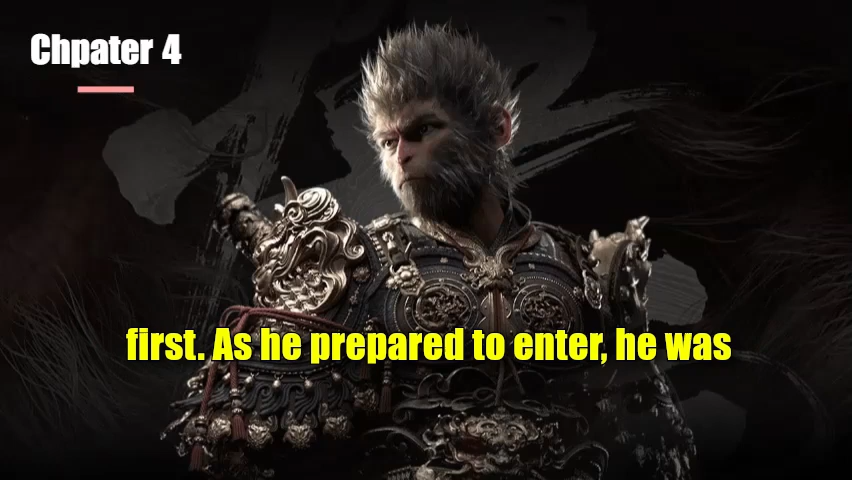 Chpater 4
first. As he prepared to enter, he was